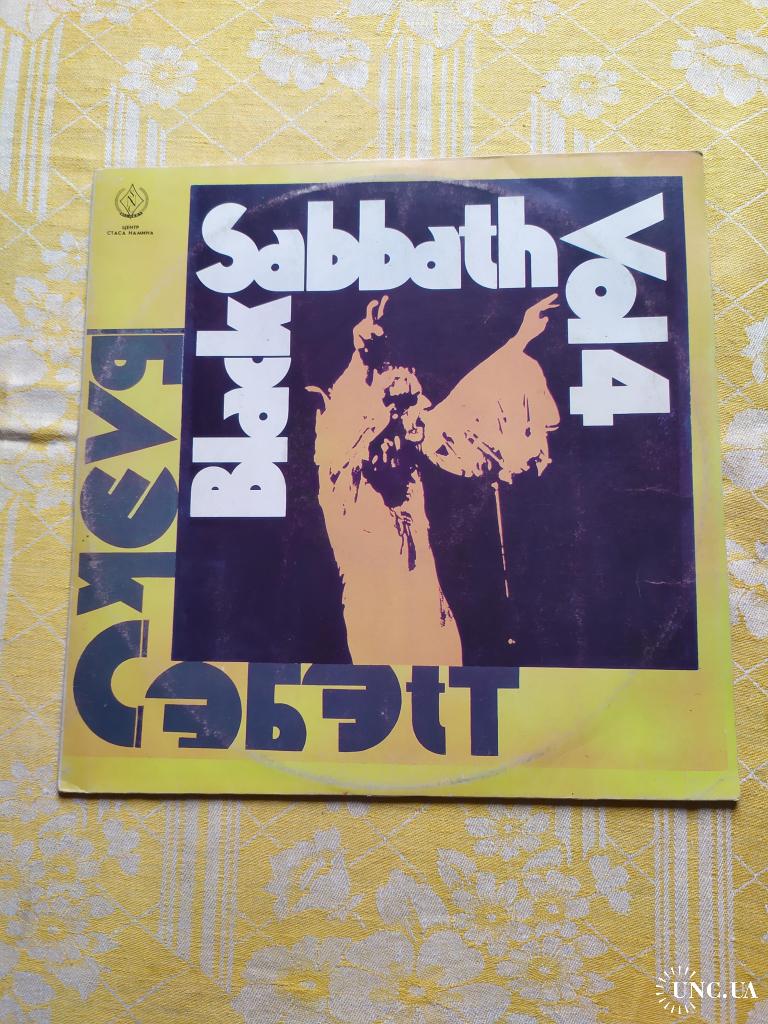 ЦЕНТР
СТАСА НАМИНА
Black
Sabbath
Vol 4
БЛЭК
СЭБЭТТ
UNC.UA